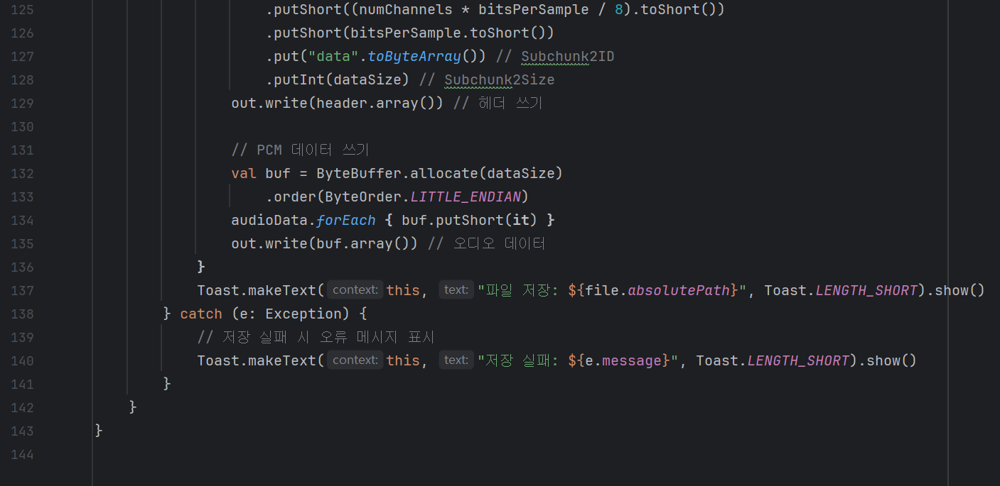 125 .putShort((numChannels * bitsPerSample / 8).toShort())
126 .putShort(bitsPerSample.toShort())
127 .put("data".toByteArray()) // Subchunk2ID
128 .putInt(dataSize) // Subchunk2Size
129 out.write(header.array()) // 헤더 쓰기
130
131 // PCM 데이터 쓰기
132 val buf = ByteBuffer.allocate(dataSize)
133 .order(ByteOrder.LITTLE_ENDIAN)
134 audioData.forEach { buf.putShort(it) }
135 out.write(buf.array()) // 오디오 데이터
136 }
137 Toast.makeText( context: this, text: "파일 저장: ${file.absolutePath}", Toast.LENGTH_SHORT).show()
138 } catch (e: Exception) {
139 // 저장 실패 시 오류 메시지 표시
140 Toast.makeText( context: this, text: "저장 실패: ${e.message}", Toast.LENGTH_SHORT).show()
141 }
142 }
143 }
144